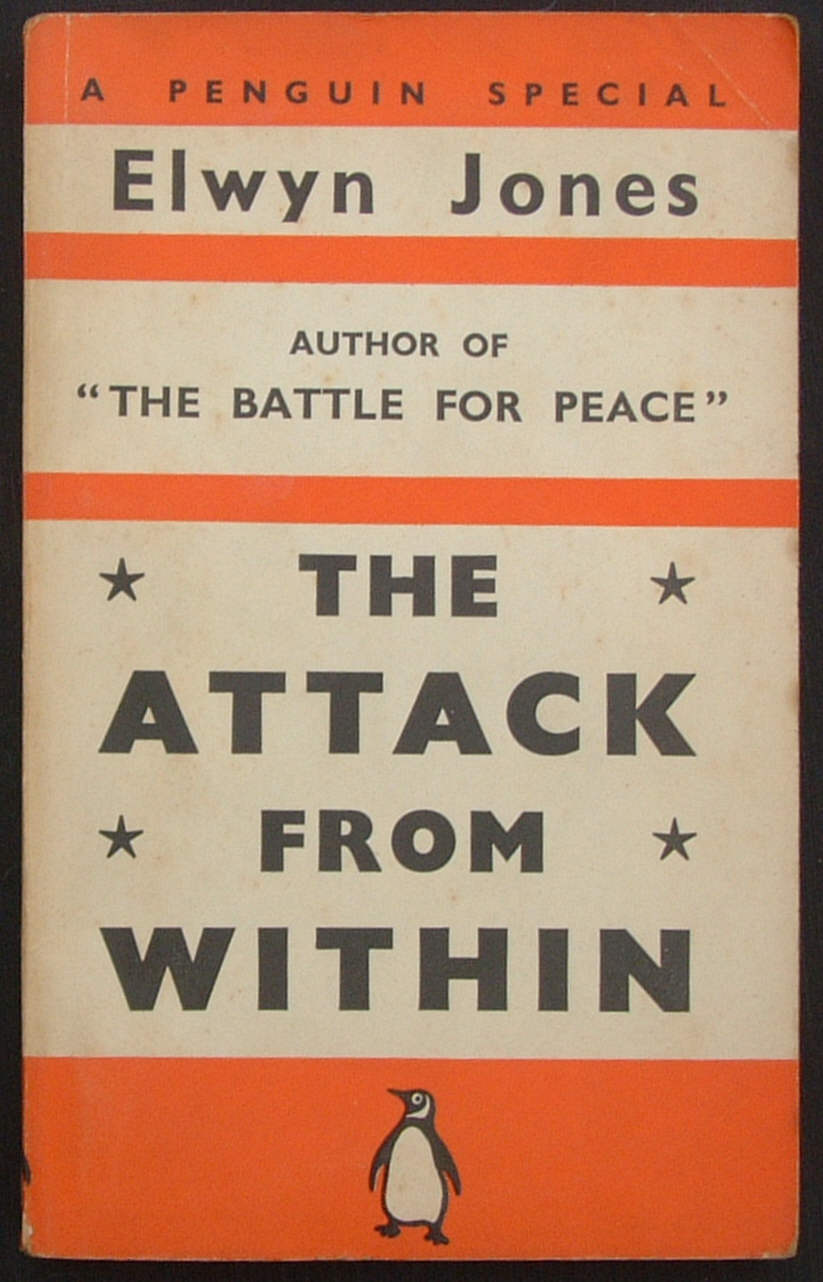 A PENGUIN SPECIAL
Elwyn Jones
AUTHOR OF
“THE BATTLE FOR PEACE”
THE
ATTACK
FROM
WITHIN